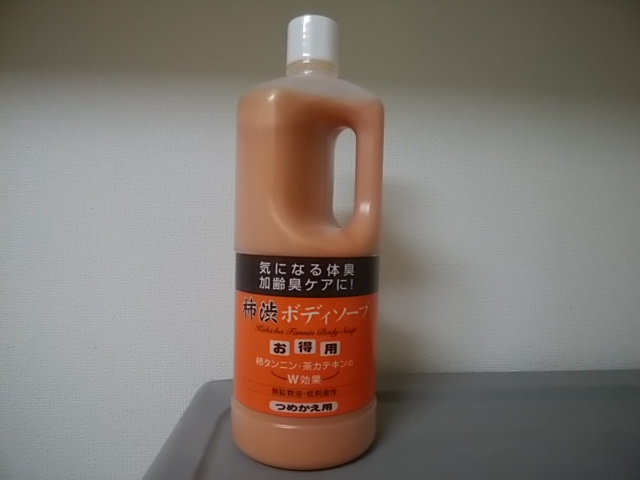 気になる体臭
加齢臭ケアに!
柿渋ボディソープ
Kakicha Tannin Body Soap
お得用
柿タンニン・茶カテキンの
W効果
無鉱物油・低刺激性
つめかえ用